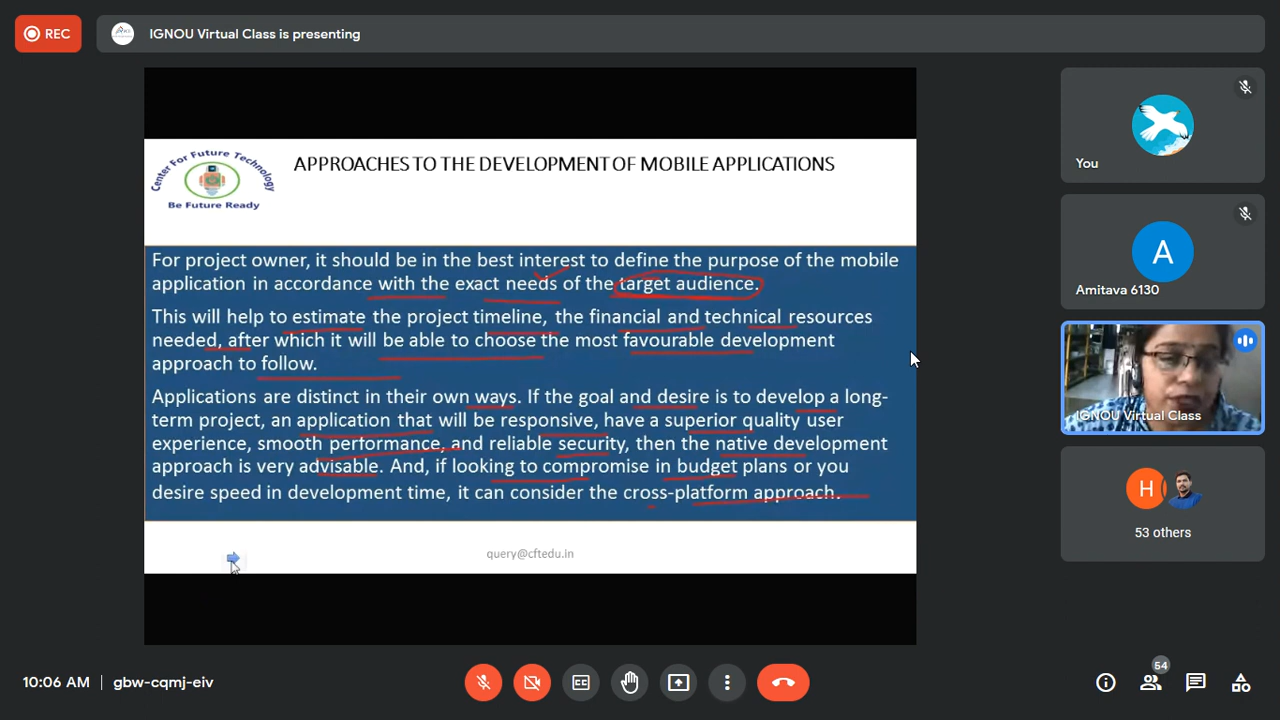 REC
IGNOU Virtual Class is presenting
Center For Future Technology
Be Future Ready
APPROACHES TO THE DEVELOPMENT OF MOBILE APPLICATIONS
For project owner, it should be in the best interest to define the purpose of the mobile
application in accordance with the exact needs of the target audience.
This will help to estimate the project timeline, the financial and technical resources
needed, after which it will be able to choose the most favourable development
approach to follow.
Applications are distinct in their own ways. If the goal and desire is to develop a long-
term project, an application that will be responsive, have a superior quality user
experience, smooth performance, and reliable security, then the native development
approach is very advisable. And, if looking to compromise in budget plans or you
desire speed in development time, it can consider the cross-platform approach.
query@cftedu.in
You
A
Amitava 6130
IGNOU Virtual Class
H
53 others
10:06 AM | gbw-cqmj-eiv
CC
54